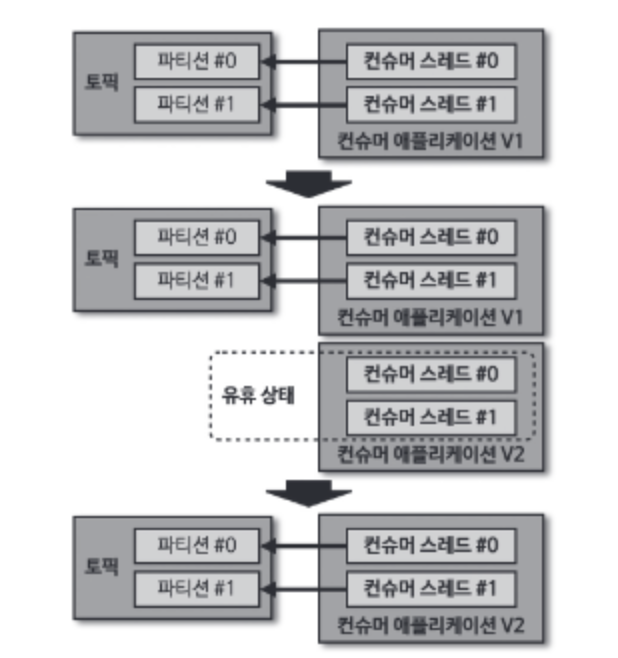 파티션 #0
컨슈머 스레드 #0
토픽
파티션 #1
컨슈머 스레드 #1
컨슈머 애플리케이션 V1
파티션 #0
컨슈머 스레드 #0
토픽
파티션 #1
컨슈머 스레드 #1
컨슈머 애플리케이션 V1
컨슈머 스레드 #0
유휴 상태
컨슈머 스레드 #1
컨슈머 애플리케이션 V2
파티션 #0
컨슈머 스레드 #0
토픽
파티션 #1
컨슈머 스레드 #1
컨슈머 애플리케이션 V2